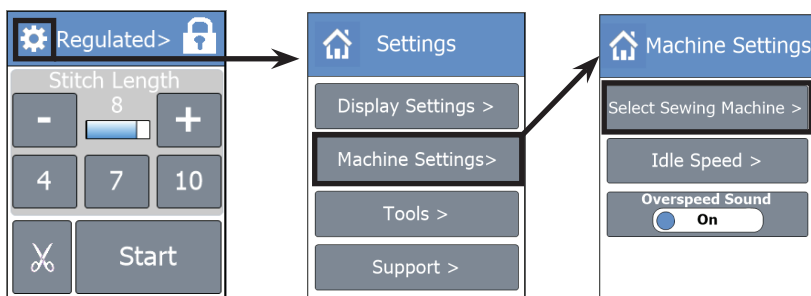 Regulated>
Stitch Length
8
- +
4 7 10
Start
Settings
Display Settings >
Machine Settings>
Tools >
Support >
Machine Settings
Select Sewing Machine >
Idle Speed >
Overspeed Sound
On